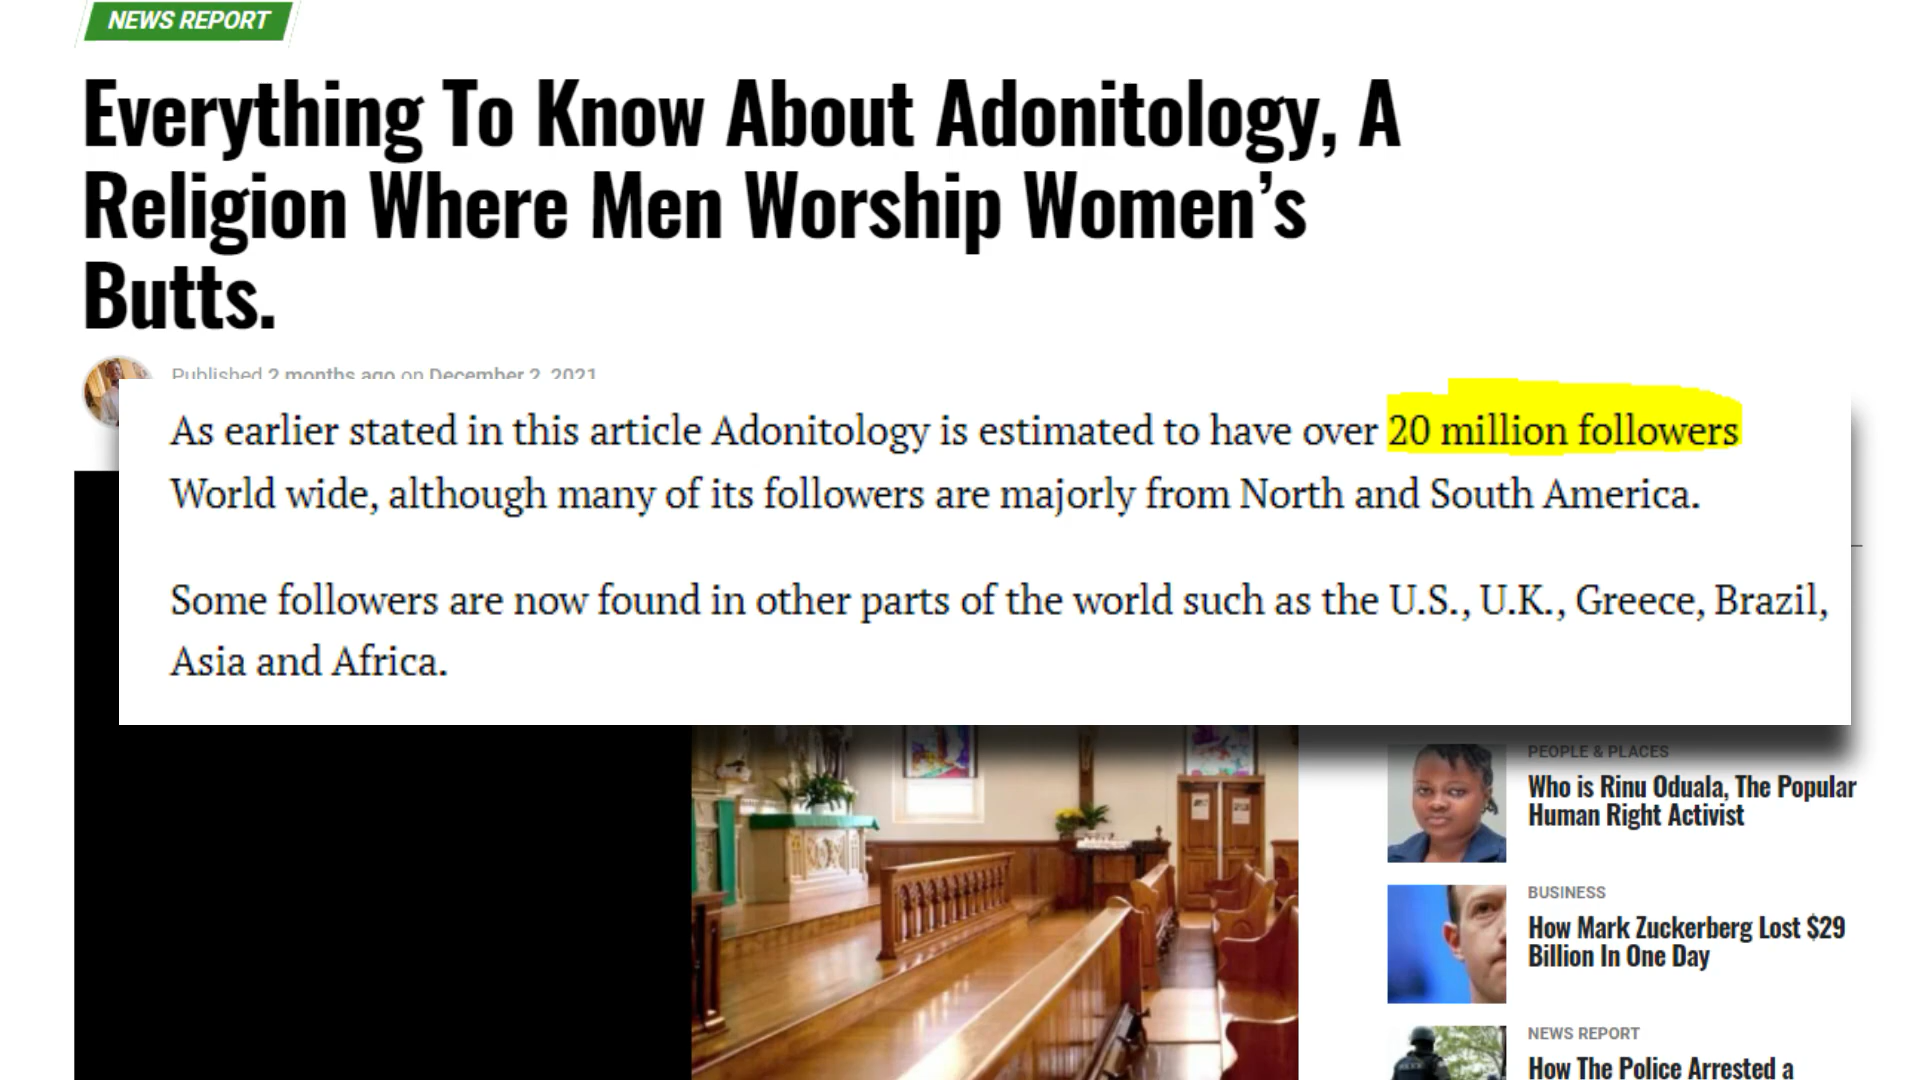 NEWS REPORT
Everything To Know About Adonitology, A
Religion Where Men Worship Women’s
Butts.
Published 2 months ago on December 2, 2021
As earlier stated in this article Adonitology is estimated to have over 20 million followers
World wide, although many of its followers are majorly from North and South America.
Some followers are now found in other parts of the world such as the U.S., U.K., Greece, Brazil,
Asia and Africa.
PEOPLE & PLACES
Who is Rinu Oduala, The Popular
Human Right Activist
BUSINESS
How Mark Zuckerberg Lost $29
Billion In One Day
NEWS REPORT
How The Police Arrested a